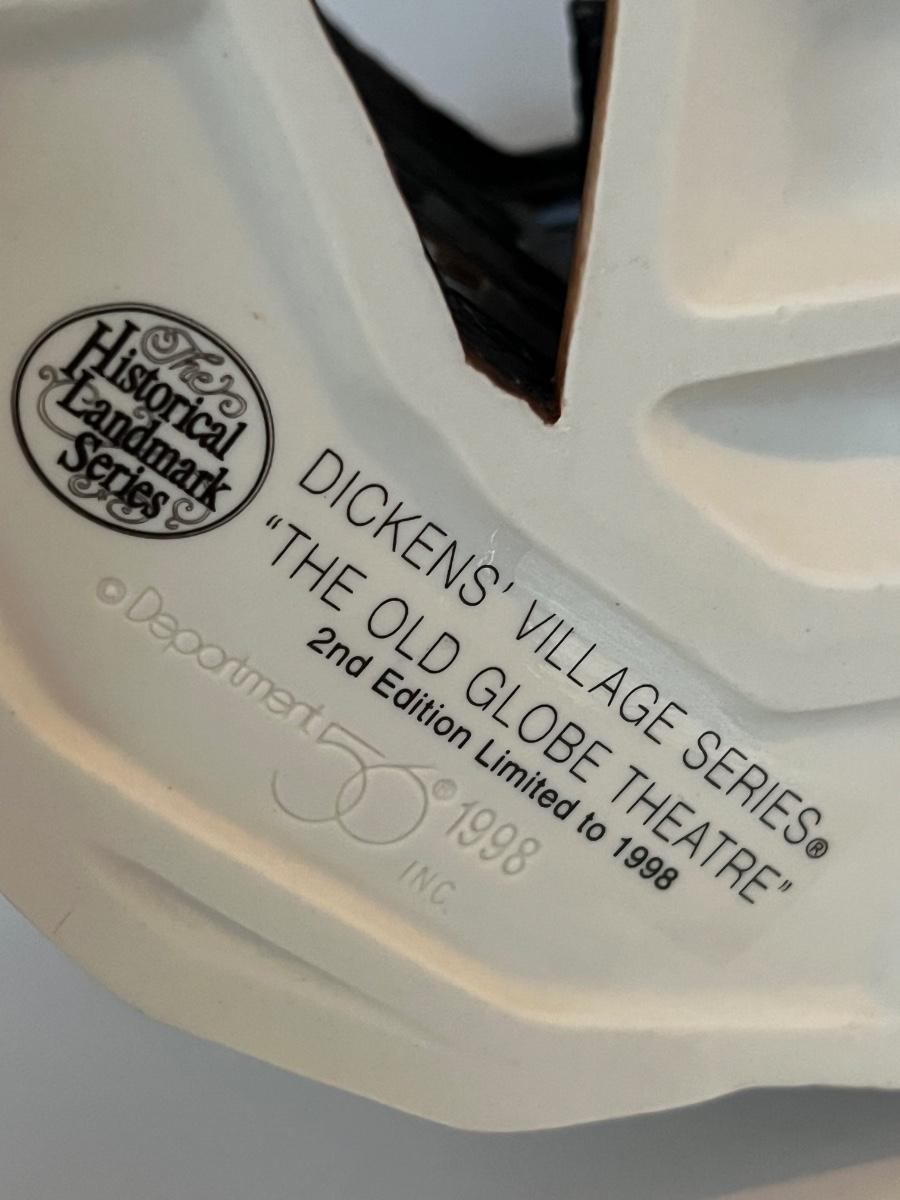 The
Historical
Landmark
Series
DICKENS' VILLAGE SERIES®
"THE OLD GLOBE THEATRE"
2nd Edition Limited to 1998
© Department 56® 1998
INC.